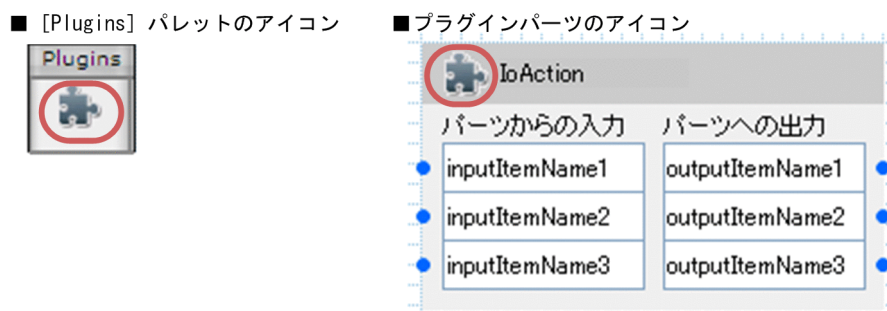 ■ [Plugins] パレットのアイコン
■プラグインパーツのアイコン
Plugins
IoAction
パーツからの入力 パーツへの出力
inputItemName1 outputItemName1
inputItemName2 outputItemName2
inputItemName3 outputItemName3